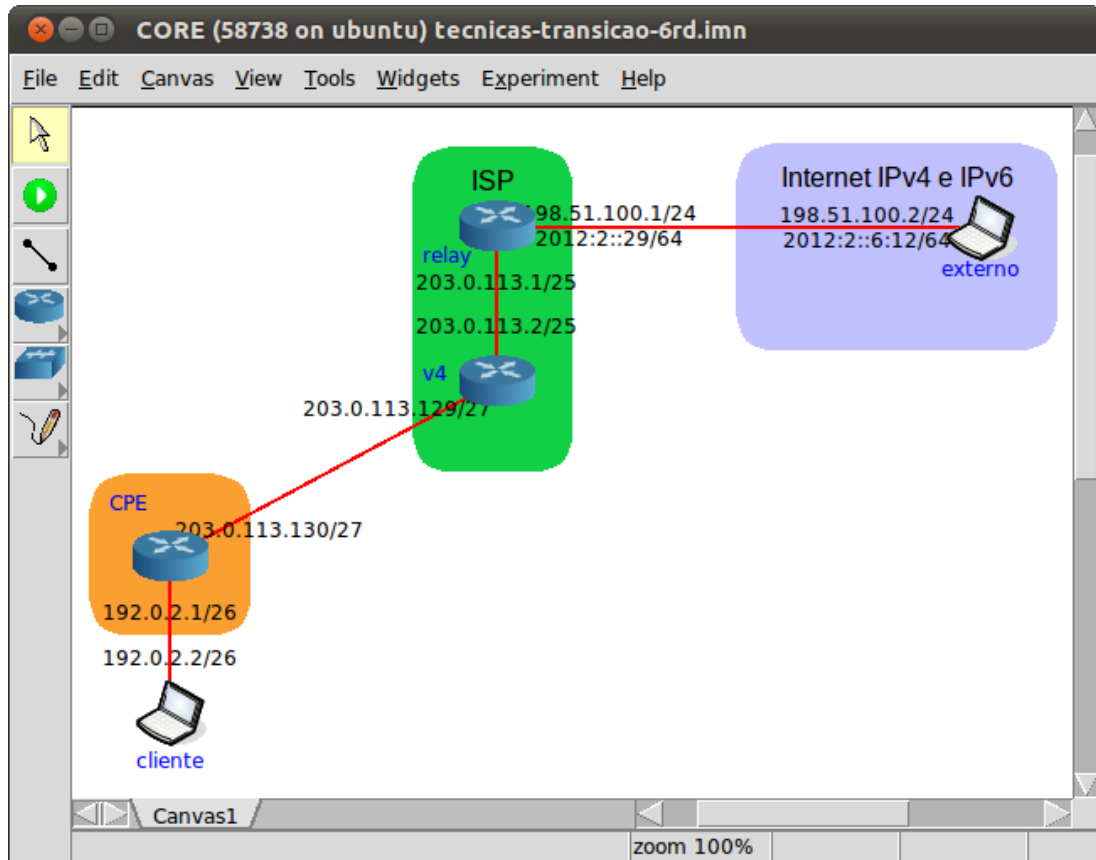 CORE (58738 on ubuntu) tecnicas-transicao-6rd.imn
File Edit Canvas View Tools Widgets Experiment Help
ISP
Internet IPv4 e IPv6
198.51.100.1/24
198.51.100.2/24
2012:2::29/64
2012:2::6:12/64
relay
externo
203.0.113.1/25
203.0.113.2/25
v4
203.0.113.129/27
CPE
203.0.113.130/27
192.0.2.1/26
192.0.2.2/26
cliente
Canvas1
zoom 100%